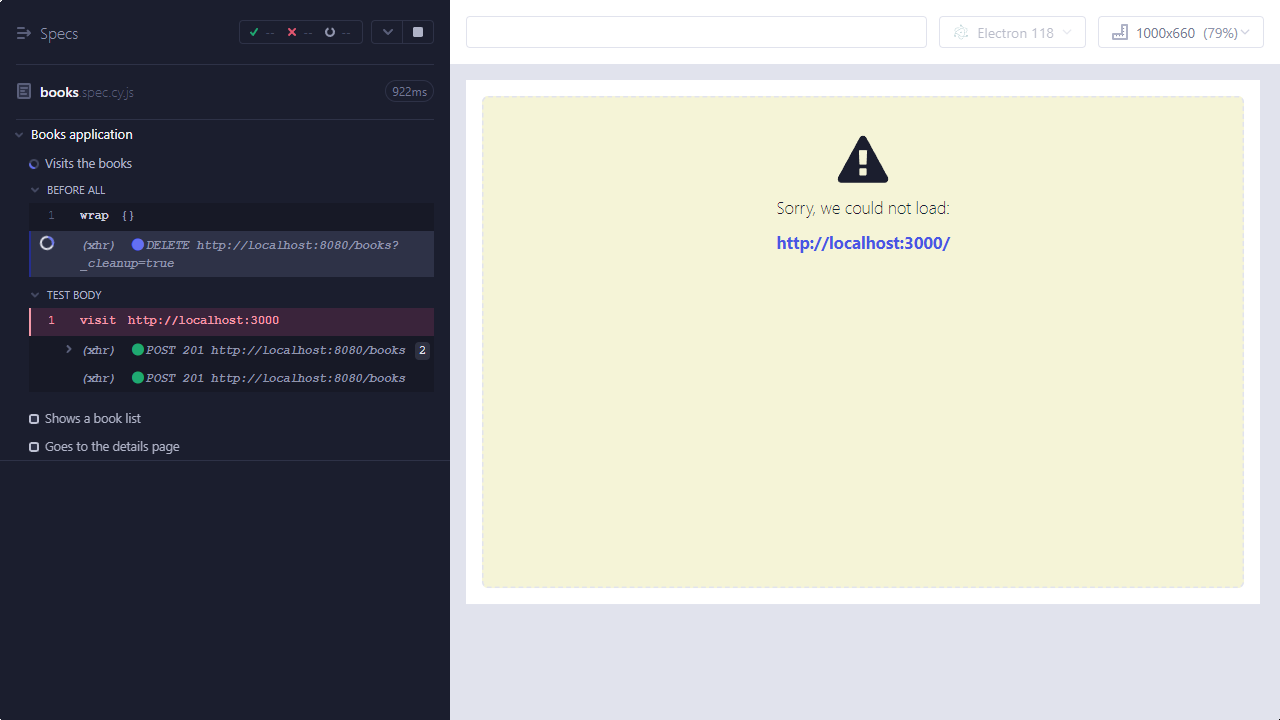 Specs
--
--
--
books.spec.cy.js
922ms
Books application
Visits the books
BEFORE ALL
1 wrap {}
(xhr) DELETE http://localhost:8080/books?
_cleanup=true
TEST BODY
1 visit http://localhost:3000
(xhr) POST 201 http://localhost:8080/books 2
(xhr) POST 201 http://localhost:8080/books
Shows a book list
Goes to the details page
Electron 118
1000x660 (79%)
Sorry, we could not load:
http://localhost:3000/